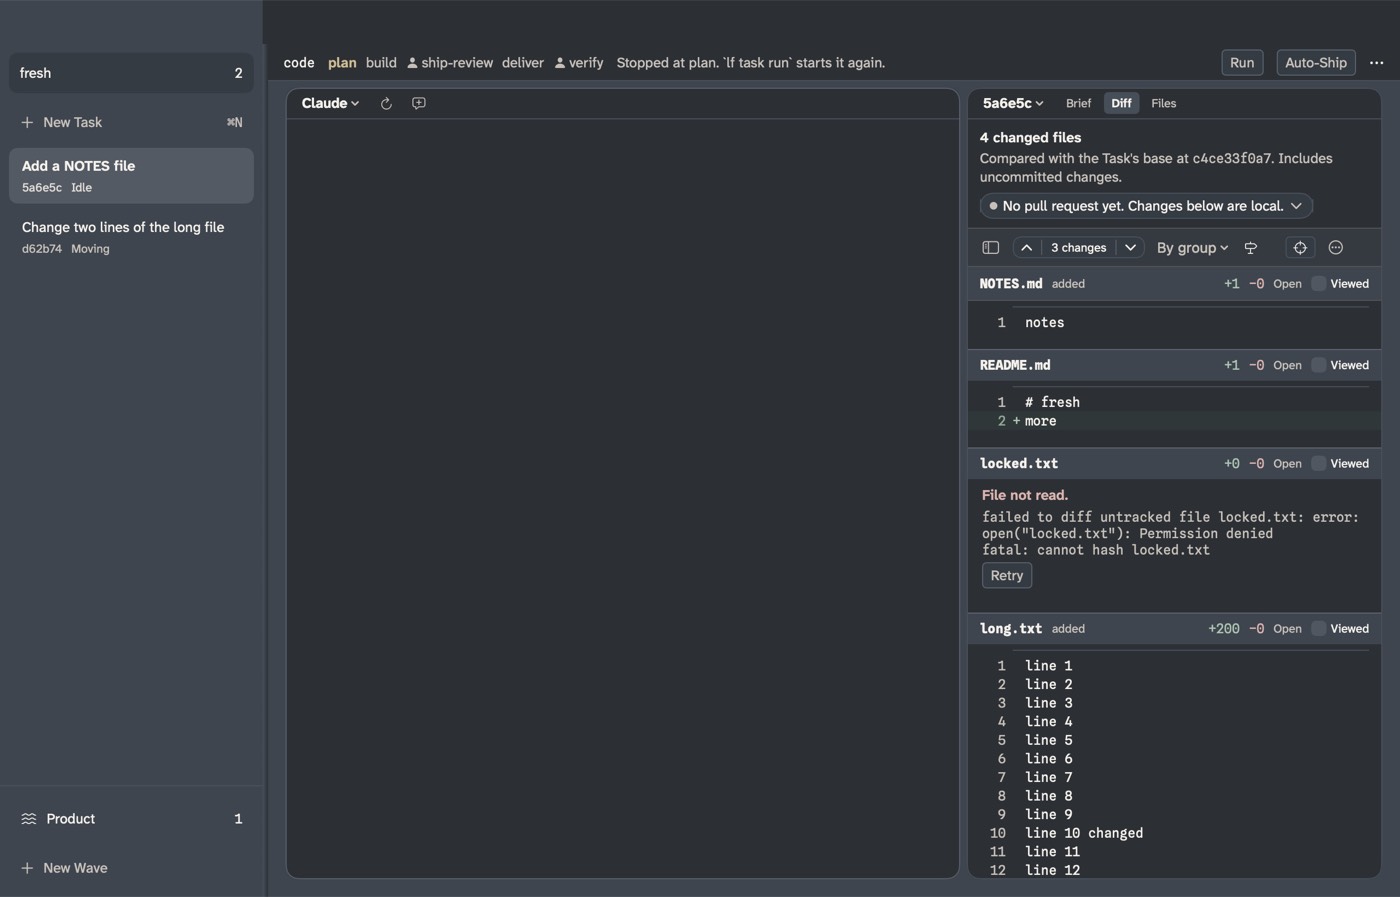 fresh 2
+ New Task ⌘N
Add a NOTES file
5a6e5c Idle
Change two lines of the long file
d62b74 Moving
Product 1
+ New Wave
code plan build ship-review deliver verify Stopped at plan. `lf task run` starts it again.
Run Auto-Ship ...
Claude
5a6e5c Brief Diff Files
4 changed files
Compared with the Task's base at c4ce33f0a7. Includes
uncommitted changes.
No pull request yet. Changes below are local.
3 changes By group
NOTES.md added +1 −0 Open Viewed
1 notes
README.md +1 −0 Open Viewed
1 # fresh
2 + more
locked.txt +0 −0 Open Viewed
File not read.
failed to diff untracked file locked.txt: error:
open("locked.txt"): Permission denied
fatal: cannot hash locked.txt
Retry
long.txt added +200 −0 Open Viewed
1 line 1
2 line 2
3 line 3
4 line 4
5 line 5
6 line 6
7 line 7
8 line 8
9 line 9
10 line 10 changed
11 line 11
12 line 12